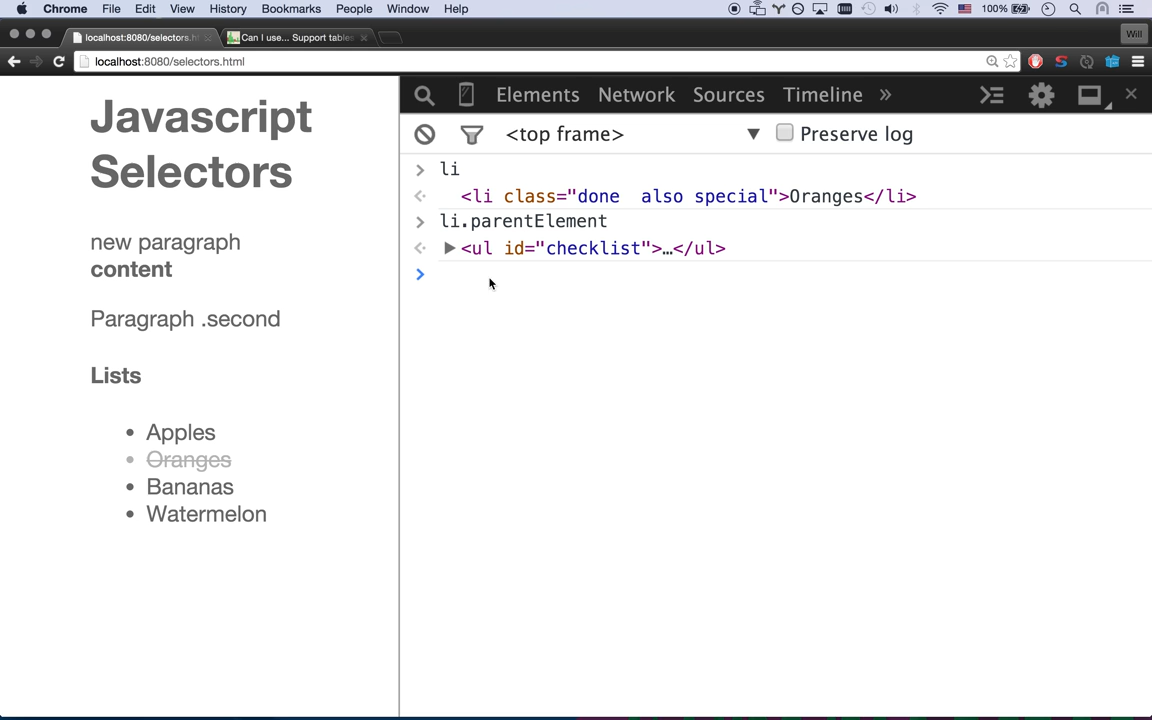 Chrome File Edit View History Bookmarks People Window Help 100%
localhost:8080/selectors.ht Can I use... Support tables Will
localhost:8080/selectors.html
Elements Network Sources Timeline »
<top frame> ▼ Preserve log
Javascript
Selectors
new paragraph
content
Paragraph .second
Lists
• Apples
• Oranges
• Bananas
• Watermelon
> li
<li class="done  also special">Oranges</li>
> li.parentElement
▶<ul id="checklist">…</ul>
>